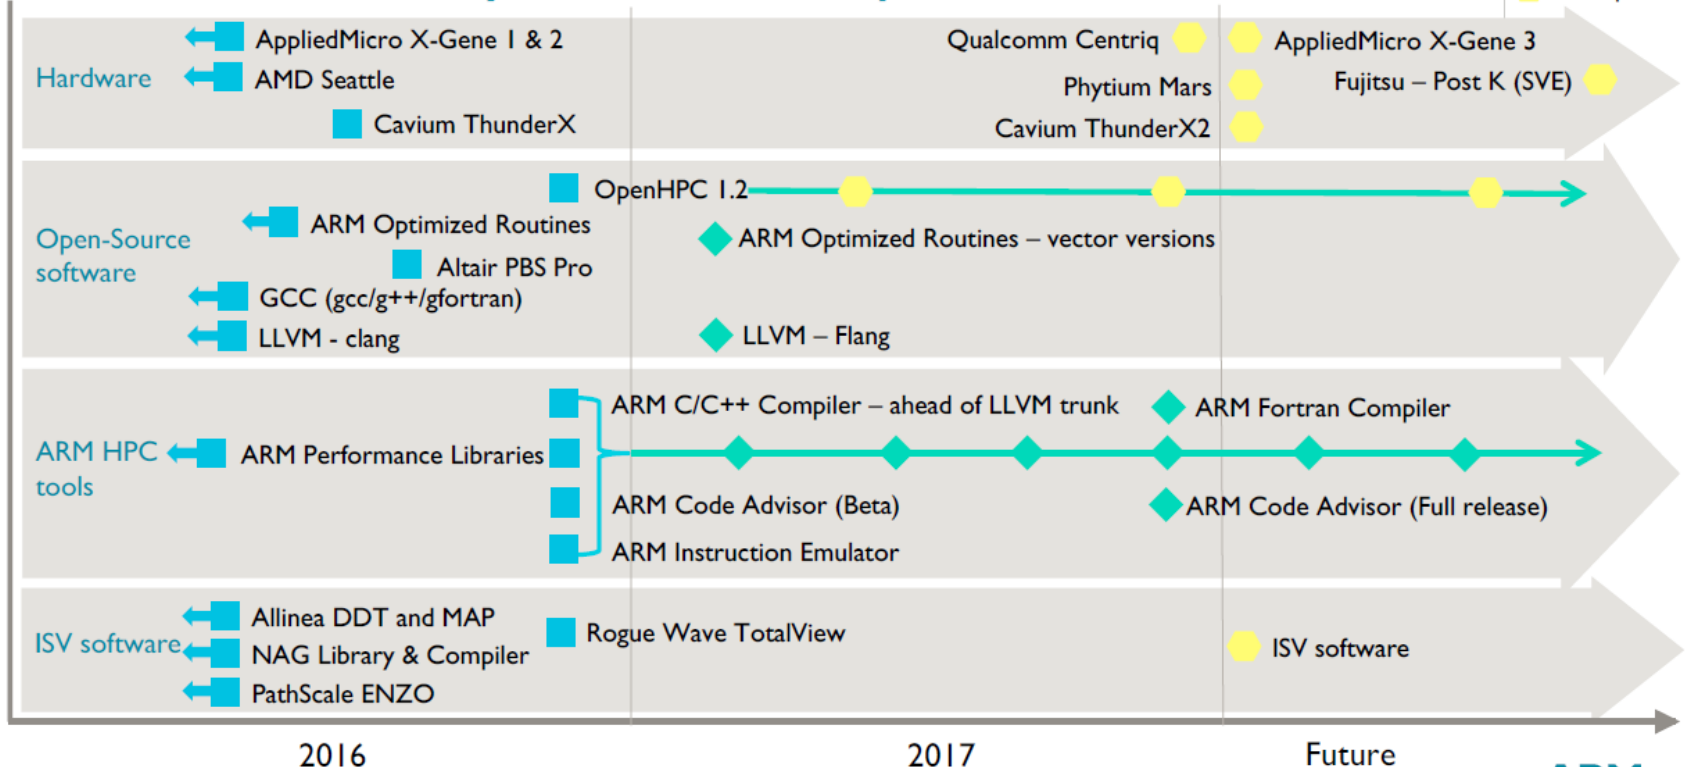 Hardware
AppliedMicro X-Gene 1 & 2
AMD Seattle
Cavium ThunderX
Qualcomm Centriq
Phytium Mars
Cavium ThunderX2
AppliedMicro X-Gene 3
Fujitsu – Post K (SVE)
Open-Source
software
OpenHPC 1.2
ARM Optimized Routines
ARM Optimized Routines – vector versions
Altair PBS Pro
GCC (gcc/g++/gfortran)
LLVM - clang
LLVM – Flang
ARM HPC
tools
ARM C/C++ Compiler – ahead of LLVM trunk
ARM Fortran Compiler
ARM Performance Libraries
ARM Code Advisor (Beta)
ARM Code Advisor (Full release)
ARM Instruction Emulator
ISV software
Allinea DDT and MAP
NAG Library & Compiler
PathScale ENZO
Rogue Wave TotalView
ISV software
2016
2017
Future